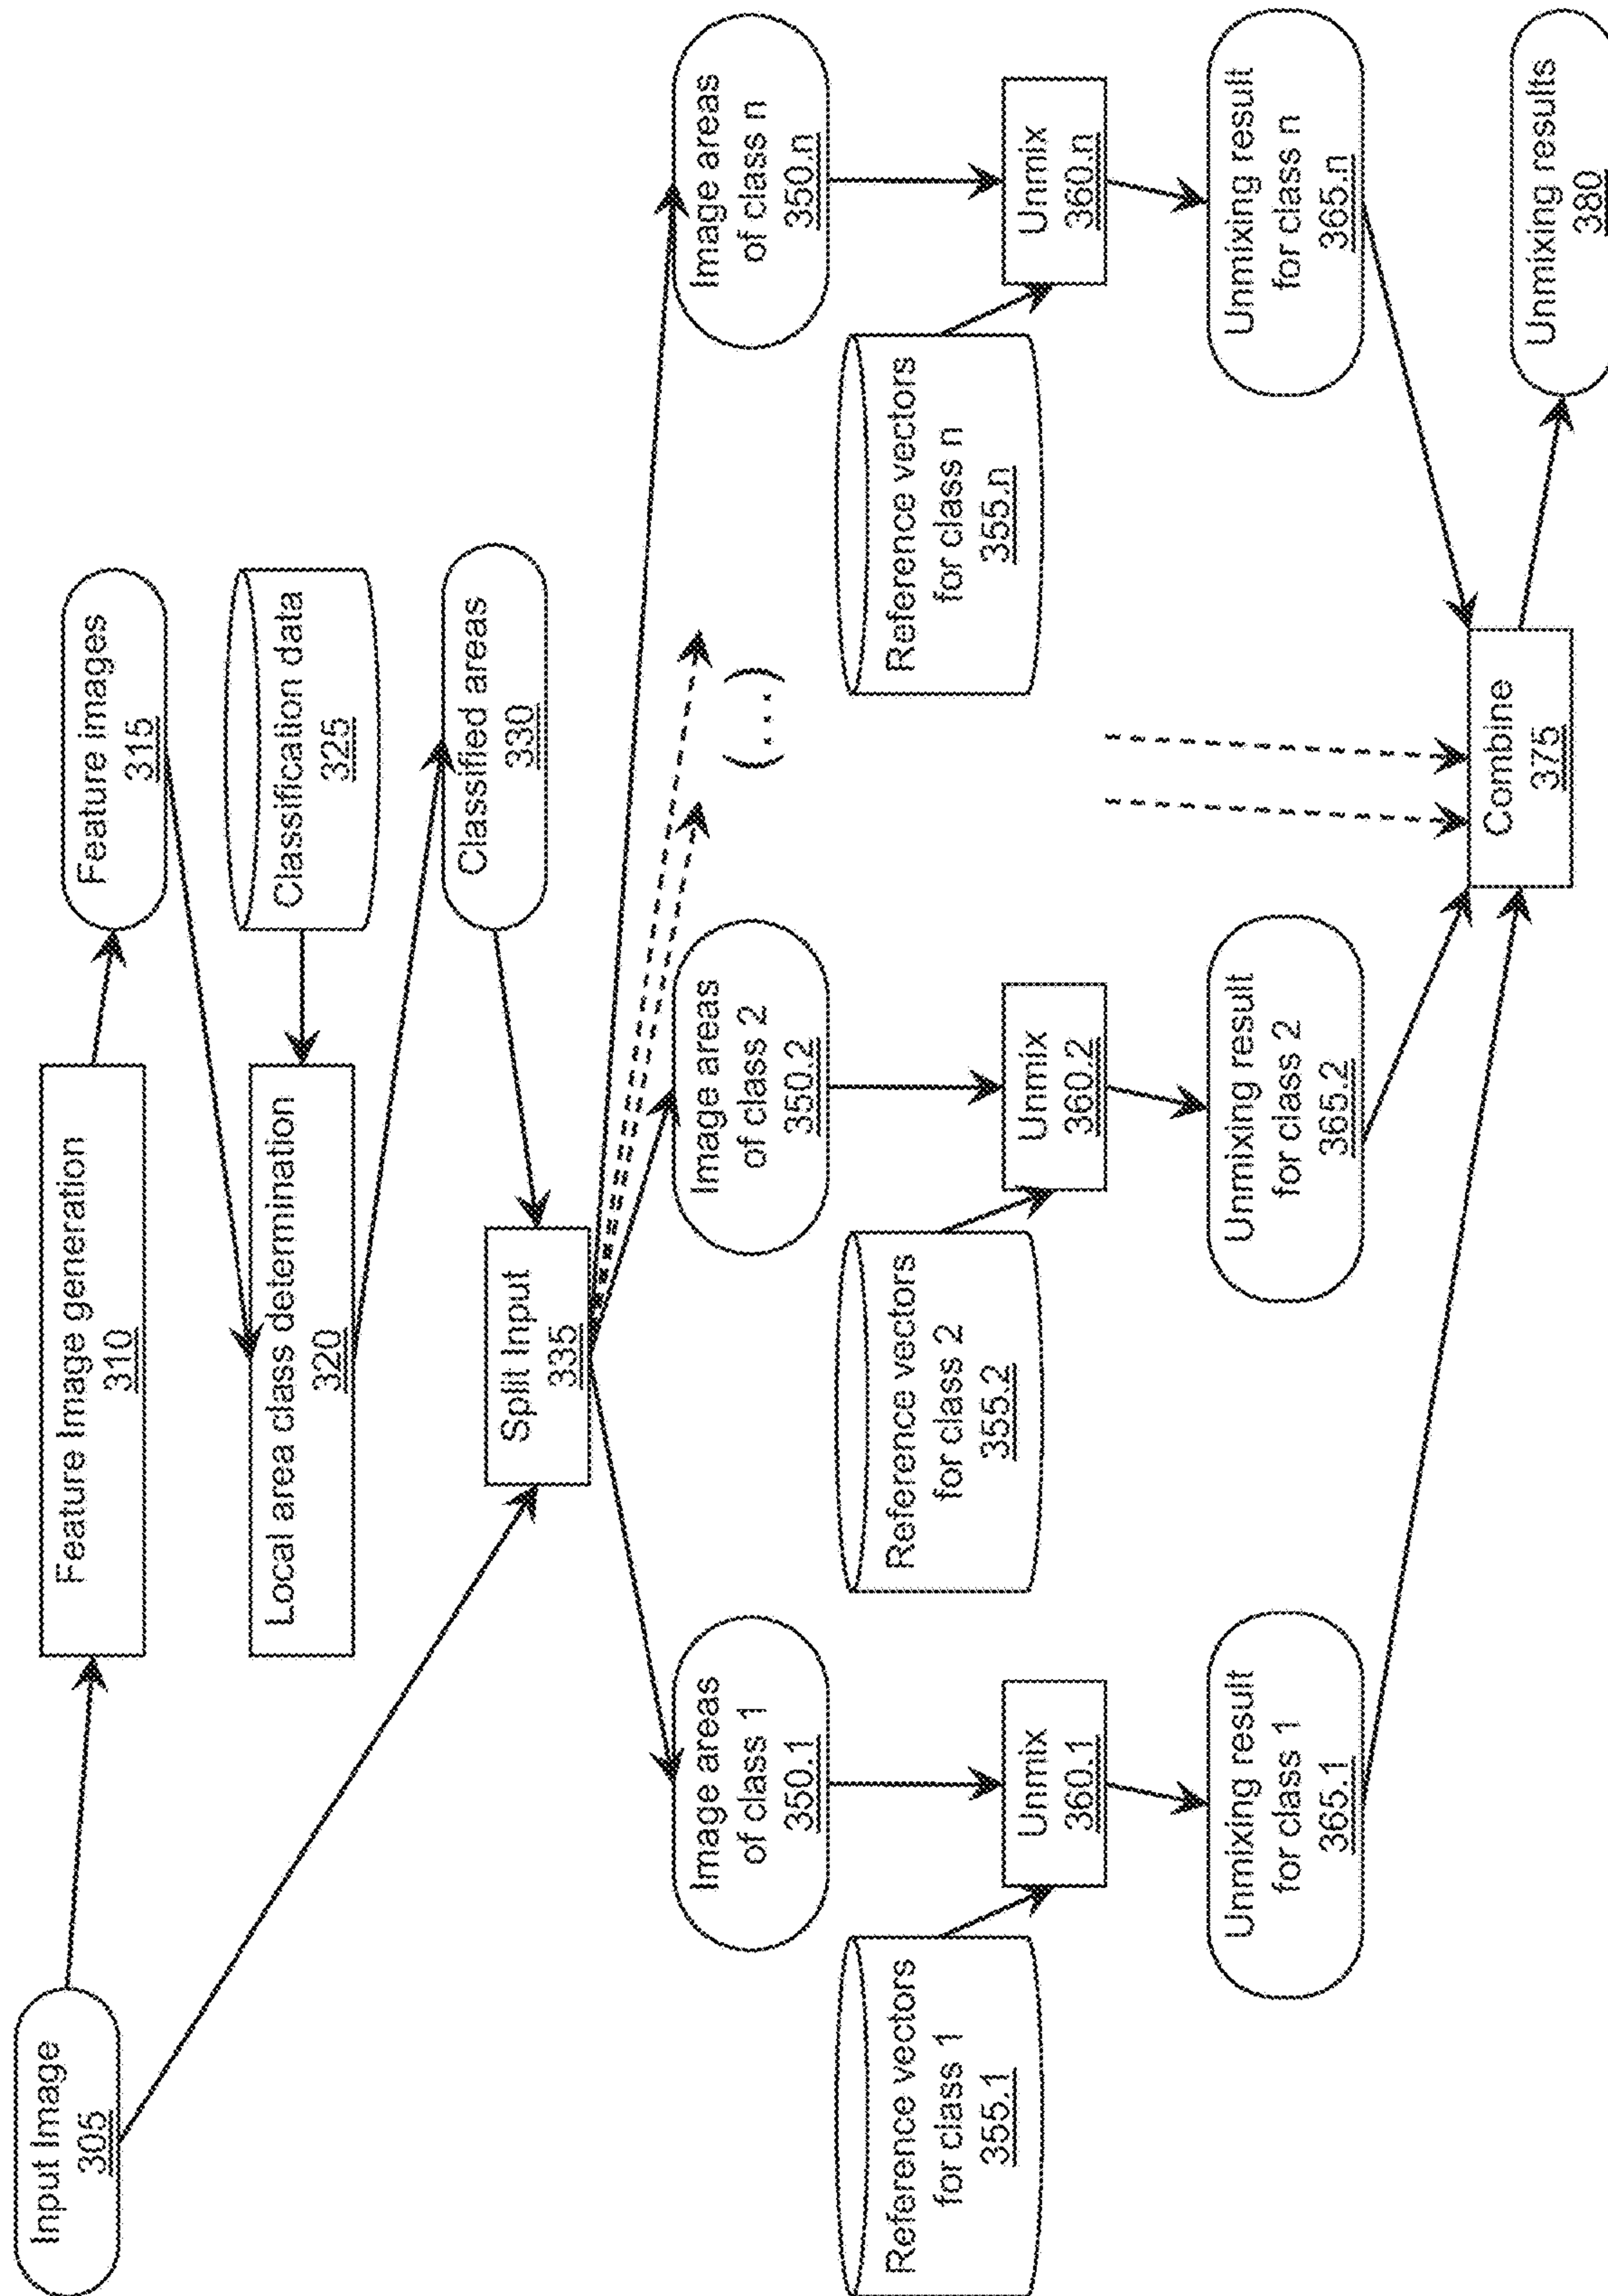 Input Image
305
Feature Image generation
310
Feature images
315
Local area class determination
320
Classification data
325
Classified areas
330
Split Input
335
Image areas
of class 1
350.1
Image areas
of class 2
350.2
(...)
Image areas
of class n
350.n
Reference vectors
for class 1
355.1
Unmix
360.1
Reference vectors
for class 2
355.2
Unmix
360.2
Reference vectors
for class n
355.n
Unmix
360.n
Unmixing result
for class 1
365.1
Unmixing result
for class 2
365.2
Unmixing result
for class n
365.n
Combine
375
Unmixing results
380